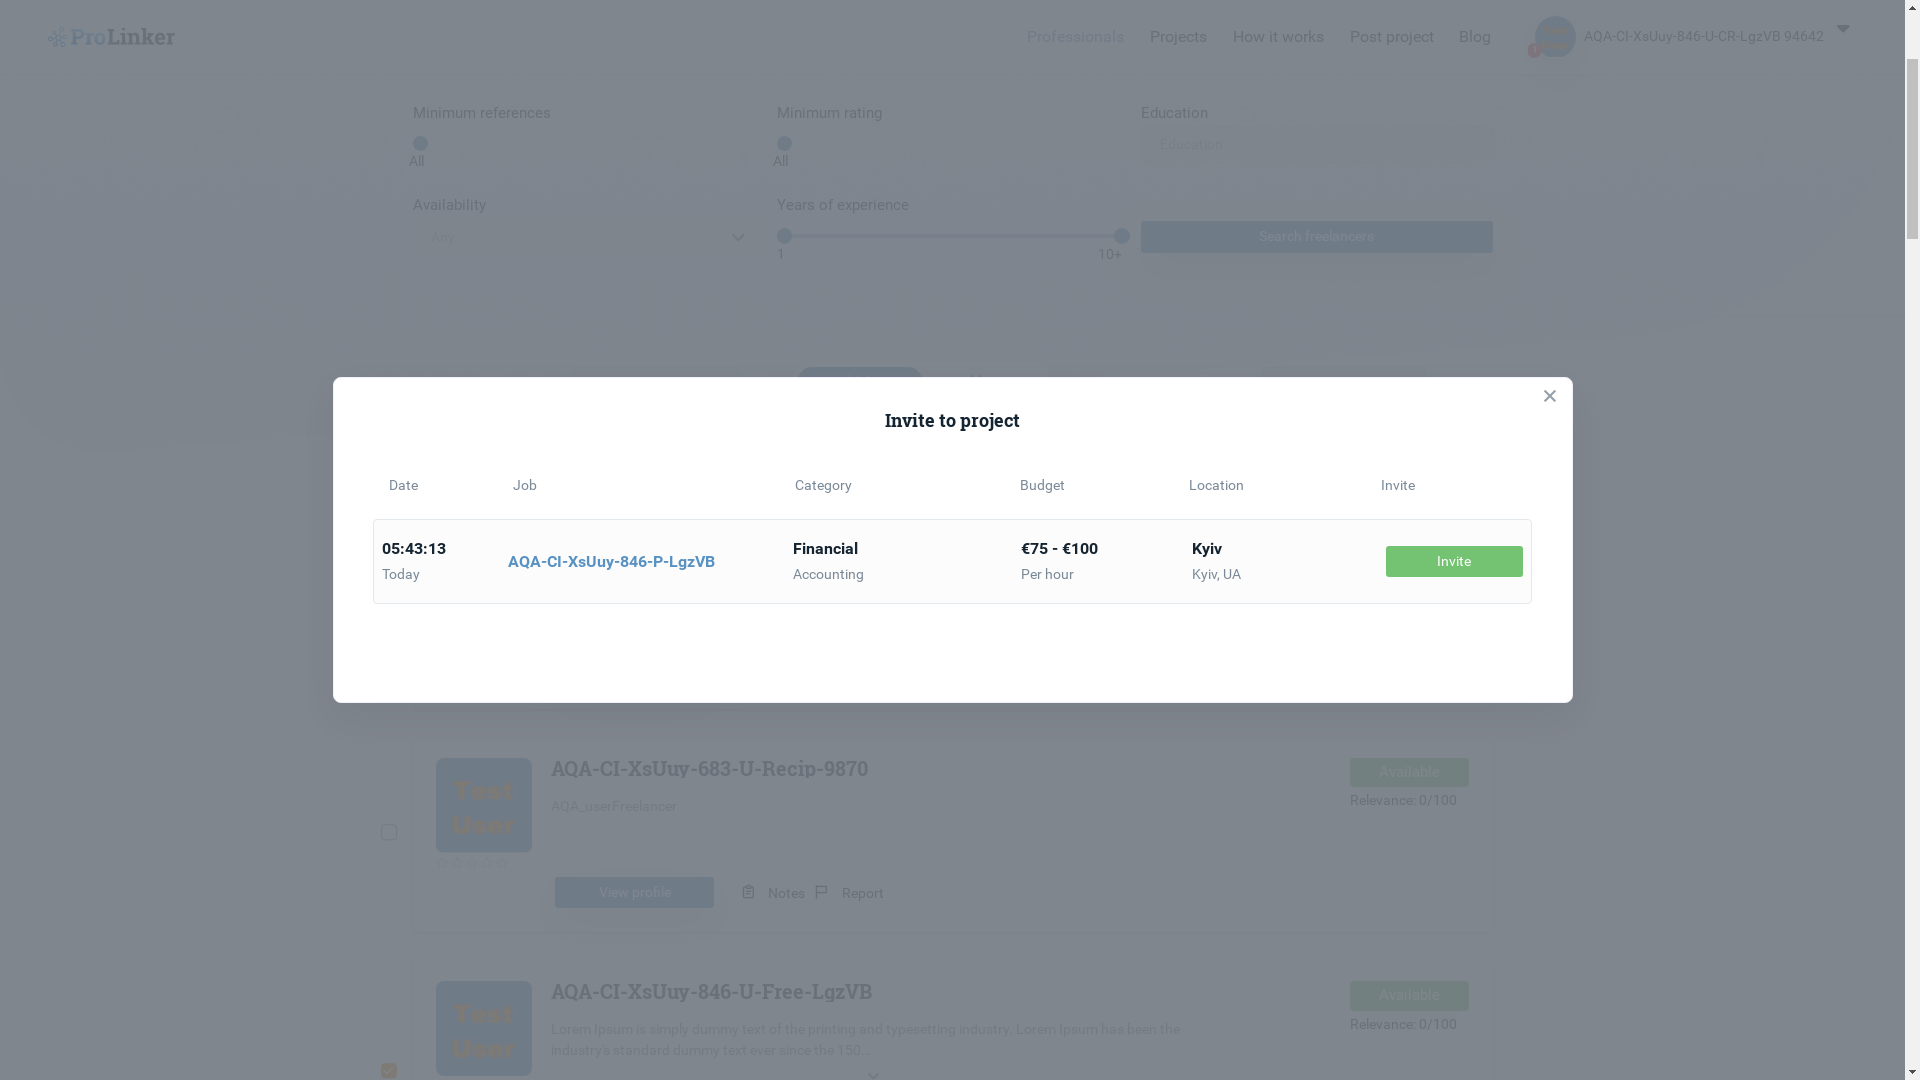 ProLinker
Professionals Projects How it works Post project Blog
1
AQA-CI-XsUuy-846-U-CR-LgzVB 94642
Minimum references Minimum rating Education
All All Education
Availability Years of experience
Any Search freelancers
1 10+
Invite to project
Date Job Category Budget Location Invite
05:43:13 Financial €75 - €100 Kyiv
AQA-CI-XsUuy-846-P-LgzVB Invite
Today Accounting Per hour Kyiv, UA
AQA-CI-XsUuy-683-U-Recip-9870 Available
Test User
AQA_userFreelancer Relevance: 0/100
View profile Notes Report
AQA-CI-XsUuy-846-U-Free-LgzVB Available
Test User
Lorem Ipsum is simply dummy text of the printing and typesetting industry. Lorem Ipsum has been the Relevance: 0/100
industry's standard dummy text ever since the 150...